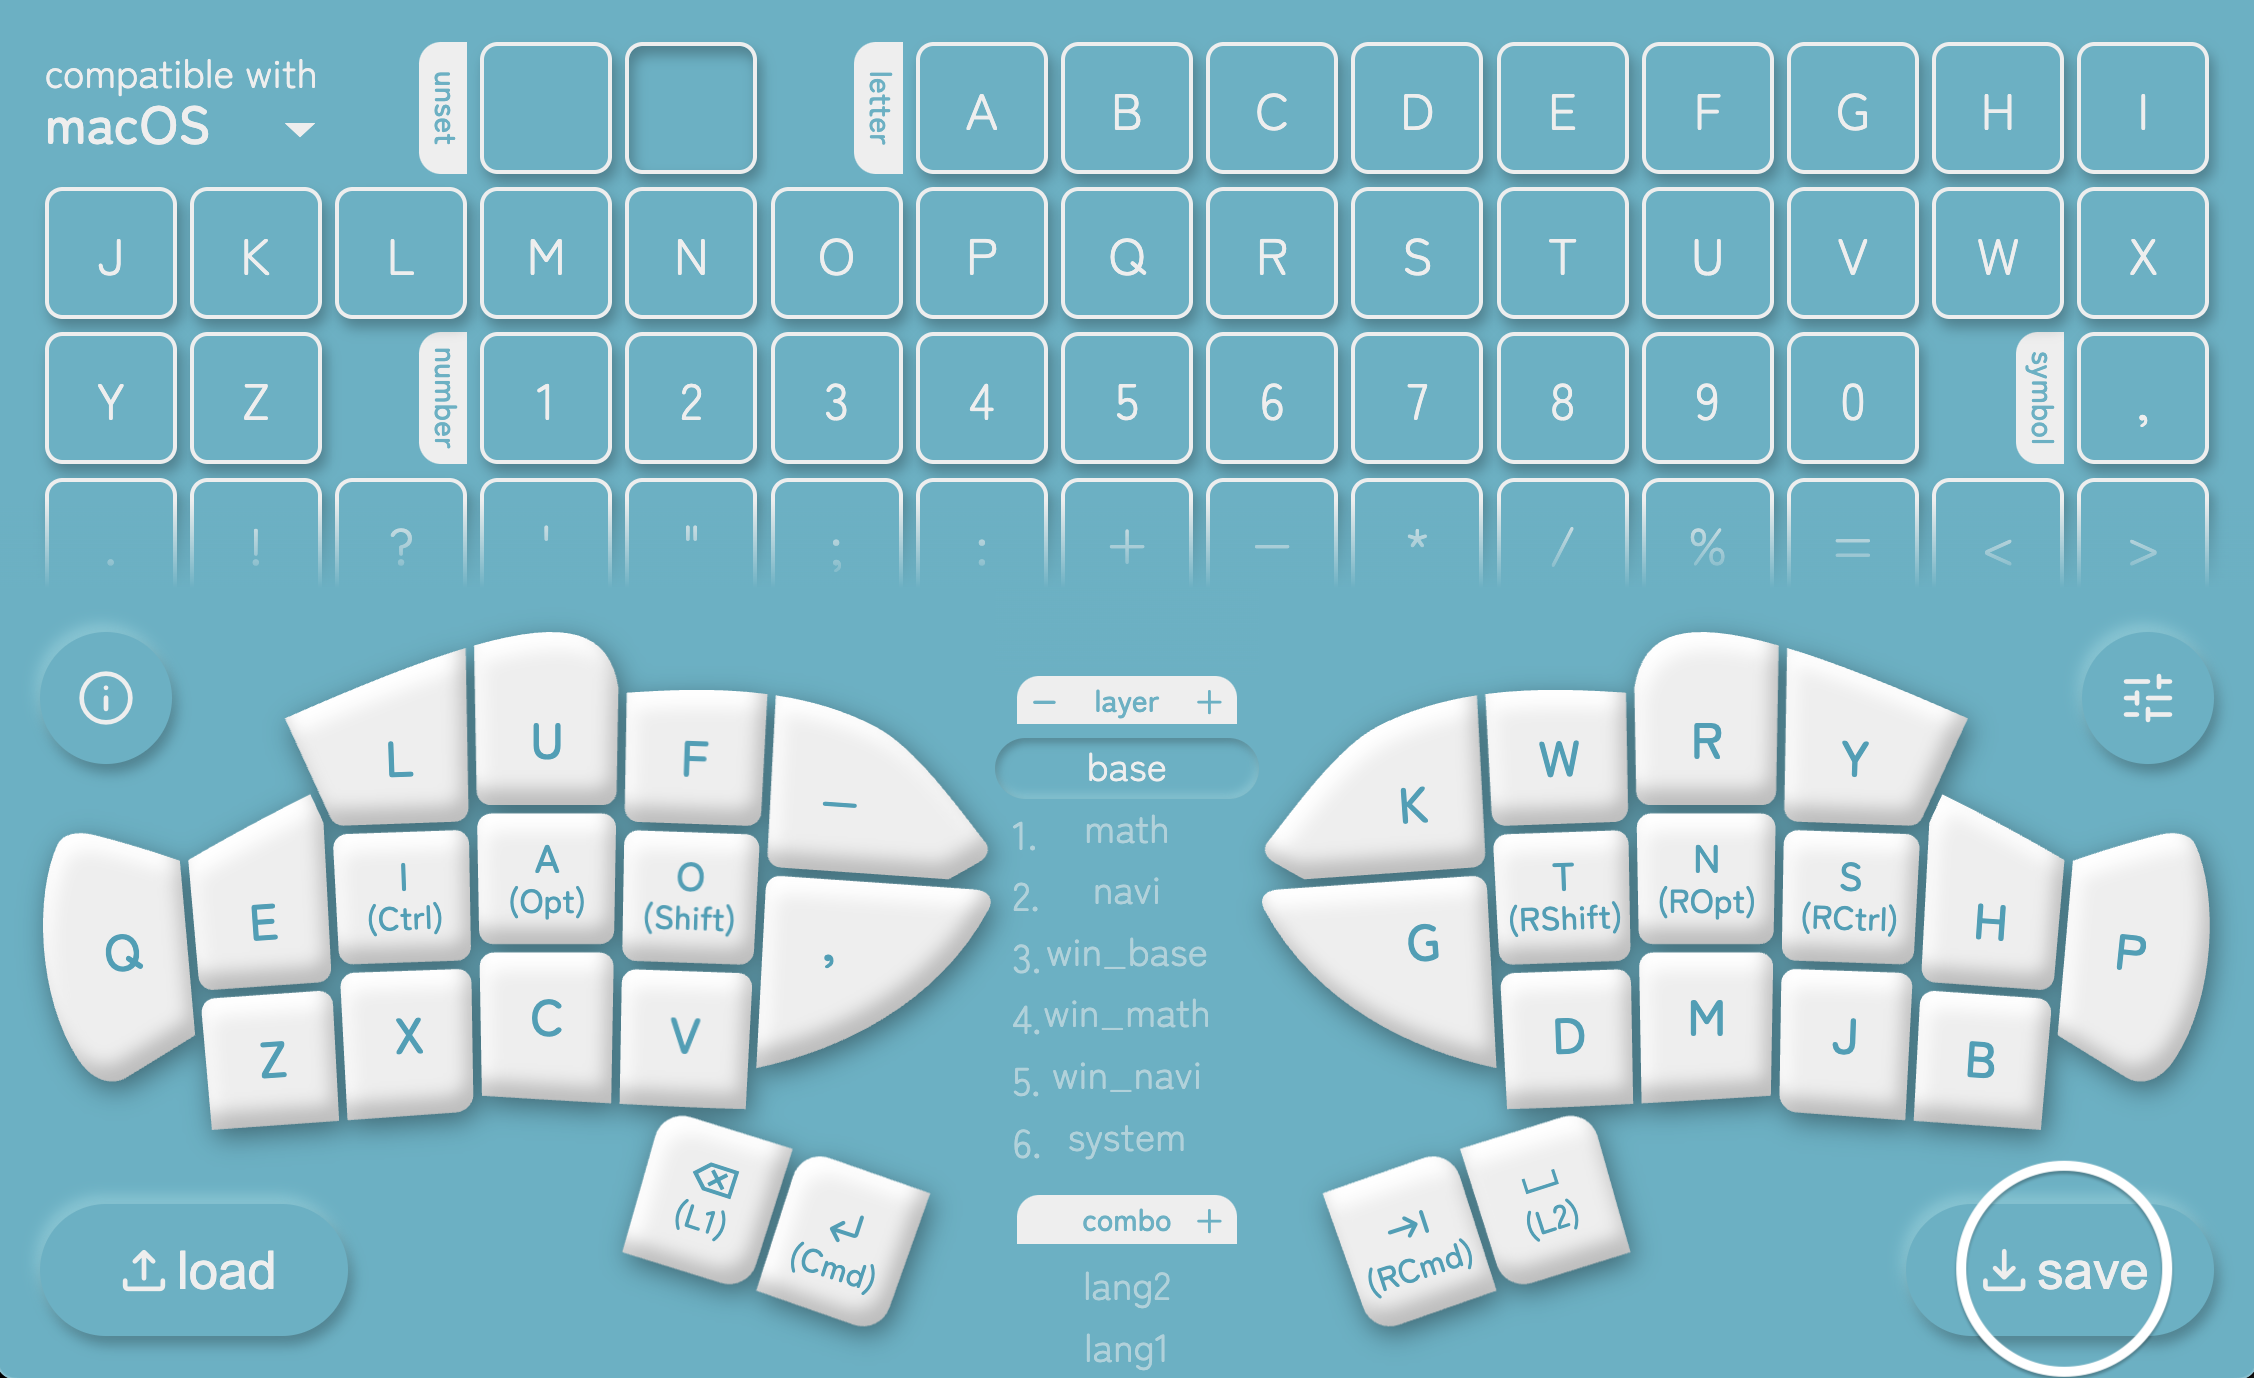 compatible with
macOS
unset
letter
A B C D E F G H I
J K L M N O P Q R S T U V W X
Y Z
number
1 2 3 4 5 6 7 8 9 0
symbol
,
. ! ? ' " ; : + − * / % = < >
L U F —
Q E I (Ctrl) A (Opt) O (Shift) ,
Z X C V
(L1)
(Cmd)
− layer +
base
1. math
2. navi
3. win_base
4. win_math
5. win_navi
6. system
combo +
lang2
lang1
K W R Y
G T (RShift) N (ROpt) S (RCtrl) H P
D M J B
(RCmd)
(L2)
load
save